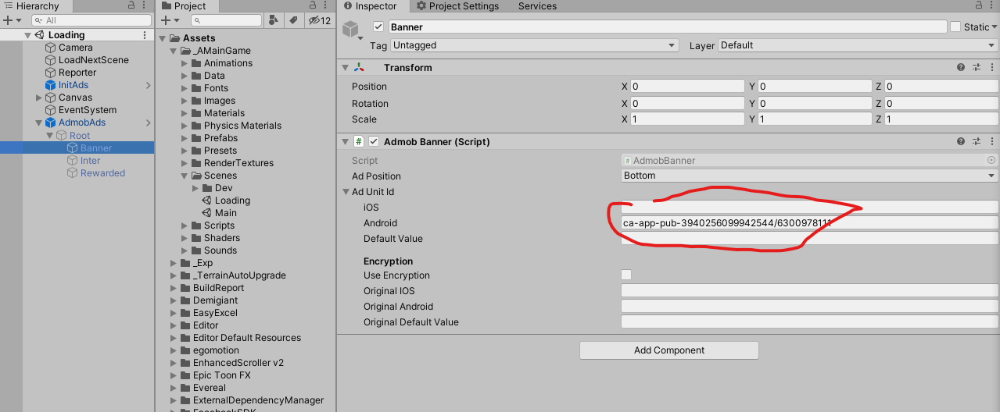 Hierarchy
All
Loading
Camera
LoadNextScene
Reporter
InitAds
Canvas
EventSystem
AdmobAds
Root
Banner
Inter
Rewarded
Project
12
Assets
_AMainGame
Animations
Data
Fonts
Images
Materials
Physics Materials
Prefabs
Presets
RenderTextures
Scenes
Dev
Loading
Main
Scripts
Shaders
Sounds
_Exp
_TerrainAutoUpgrade
BuildReport
Demigiant
EasyExcel
Editor
Editor Default Resources
egomotion
EnhancedScroller v2
Epic Toon FX
Evereal
ExternalDependencyManager
FacebookSDK
Inspector Project Settings Services
Banner Static
Tag Untagged Layer Default
Transform
Position X 0 Y 0 Z 0
Rotation X 0 Y 0 Z 0
Scale X 1 Y 1 Z 1
# Admob Banner (Script)
Script # AdmobBanner
Ad Position Bottom
Ad Unit Id
iOS
Android ca-app-pub-3940256099942544/6300978111
Default Value
Encryption
Use Encryption
Original IOS
Original Android
Original Default Value
Add Component